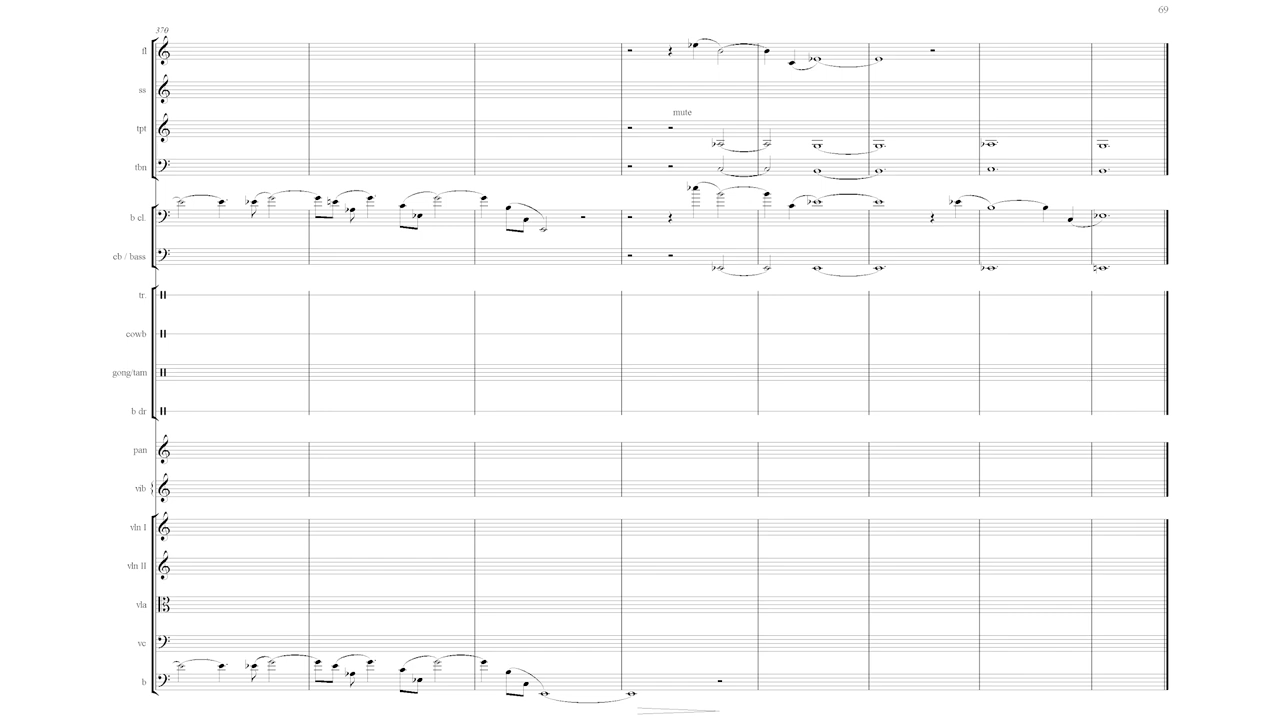 69
370
fl
ss
mute
tpt
tbn
b cl.
cb / bass
tr.
cowb
gong/tam
b dr
pan
vib
vln I
vln II
vla
vc
b